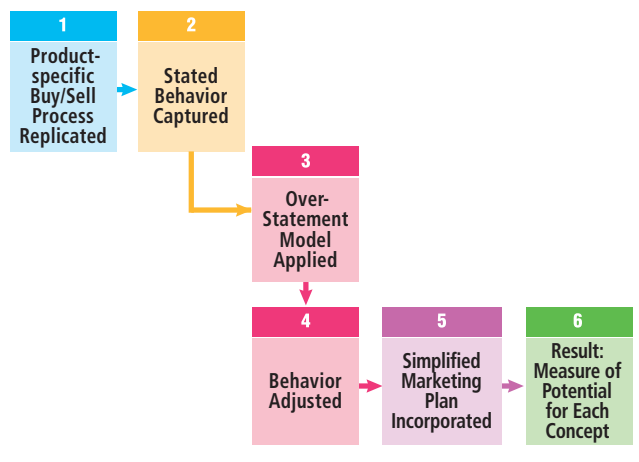 1
Product-
specific
Buy/Sell
Process
Replicated
2
Stated
Behavior
Captured
3
Over-
Statement
Model
Applied
4
Behavior
Adjusted
5
Simplified
Marketing
Plan
Incorporated
6
Result:
Measure of
Potential
for Each
Concept